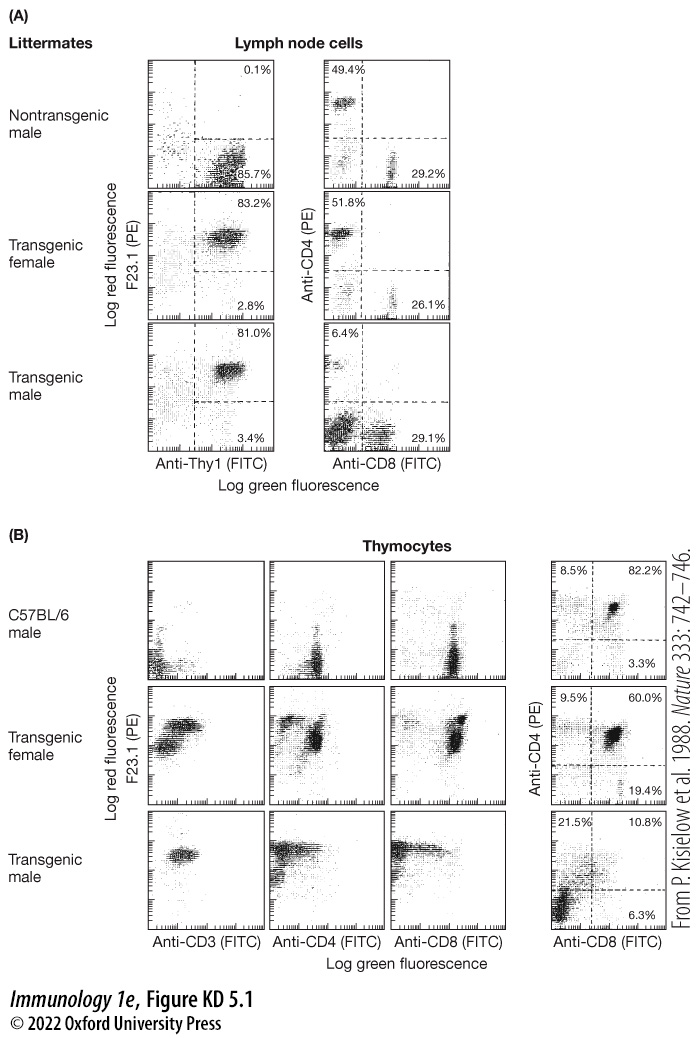 (A)
Littermates
Lymph node cells
Nontransgenic
male
0.1%
85.7%
49.4%
29.2%
Transgenic
female
83.2%
2.8%
51.8%
26.1%
Transgenic
male
81.0%
3.4%
6.4%
29.1%
Log red fluorescence
F23.1 (PE)
Anti-CD4 (PE)
Anti-Thy1 (FITC)
Anti-CD8 (FITC)
Log green fluorescence
(B)
Thymocytes
C57BL/6
male
8.5%
82.2%
3.3%
Transgenic
female
9.5%
60.0%
19.4%
Transgenic
male
21.5%
10.8%
6.3%
Log red fluorescence
F23.1 (PE)
Anti-CD4 (PE)
Anti-CD3 (FITC)
Anti-CD4 (FITC)
Anti-CD8 (FITC)
Anti-CD8 (FITC)
Log green fluorescence
From P. Kisielow et al. 1988. Nature 333: 742–746.
Immunology 1e, Figure KD 5.1
© 2022 Oxford University Press